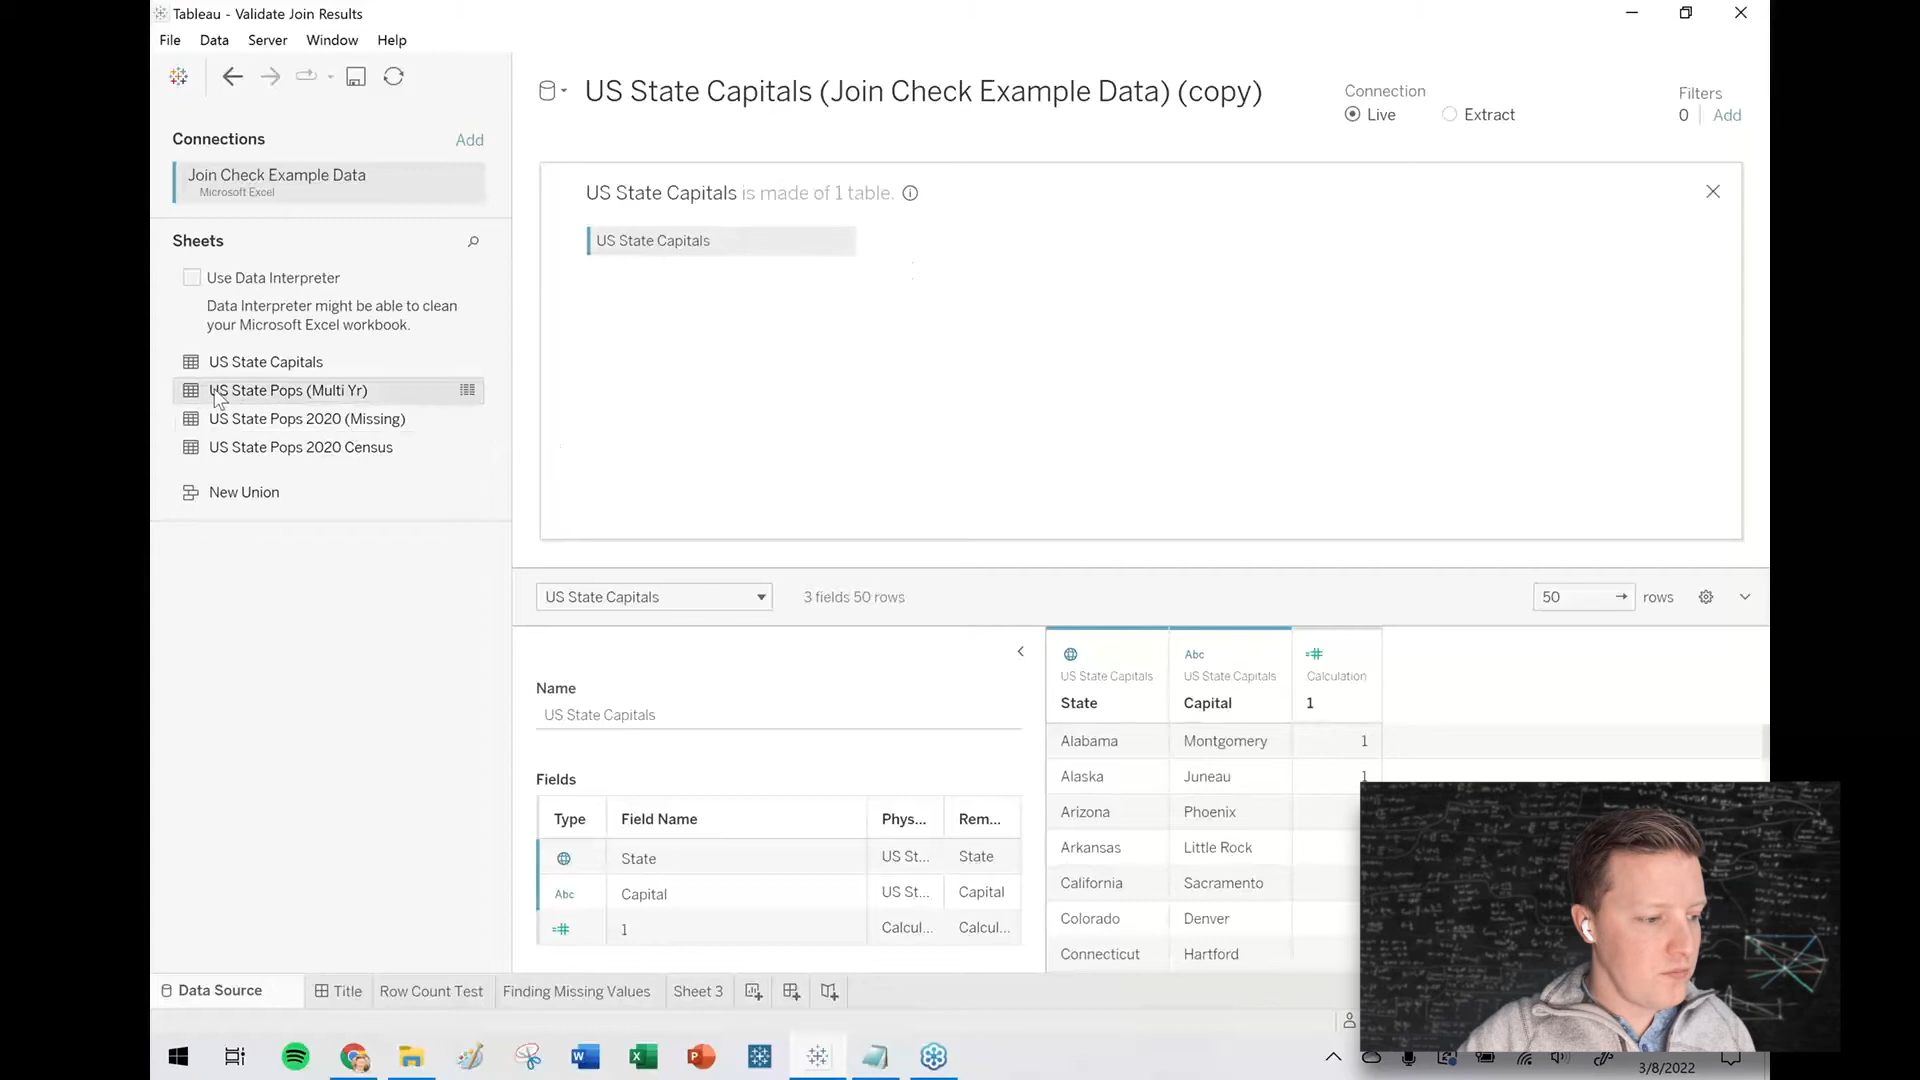 Tableau - Validate Join Results
File Data Server Window Help
Connections Add
Join Check Example Data
Microsoft Excel
Sheets
Use Data Interpreter
Data Interpreter might be able to clean
your Microsoft Excel workbook.
US State Capitals
US State Pops (Multi Yr)
US State Pops 2020 (Missing)
US State Pops 2020 Census
New Union
US State Capitals (Join Check Example Data) (copy)
Connection
Live Extract
Filters
0 Add
US State Capitals is made of 1 table.
US State Capitals
US State Capitals 3 fields 50 rows 50 rows
Name
US State Capitals
Fields
Type Field Name Phys... Rem...
State US St... State
Abc Capital US St... Capital
1 Calcul... Calcul...
Abc
US State Capitals US State Capitals Calculation
State Capital 1
Alabama Montgomery 1
Alaska Juneau 1
Arizona Phoenix
Arkansas Little Rock
California Sacramento
Colorado Denver
Connecticut Hartford
Data Source Title Row Count Test Finding Missing Values Sheet 3
3/8/2022